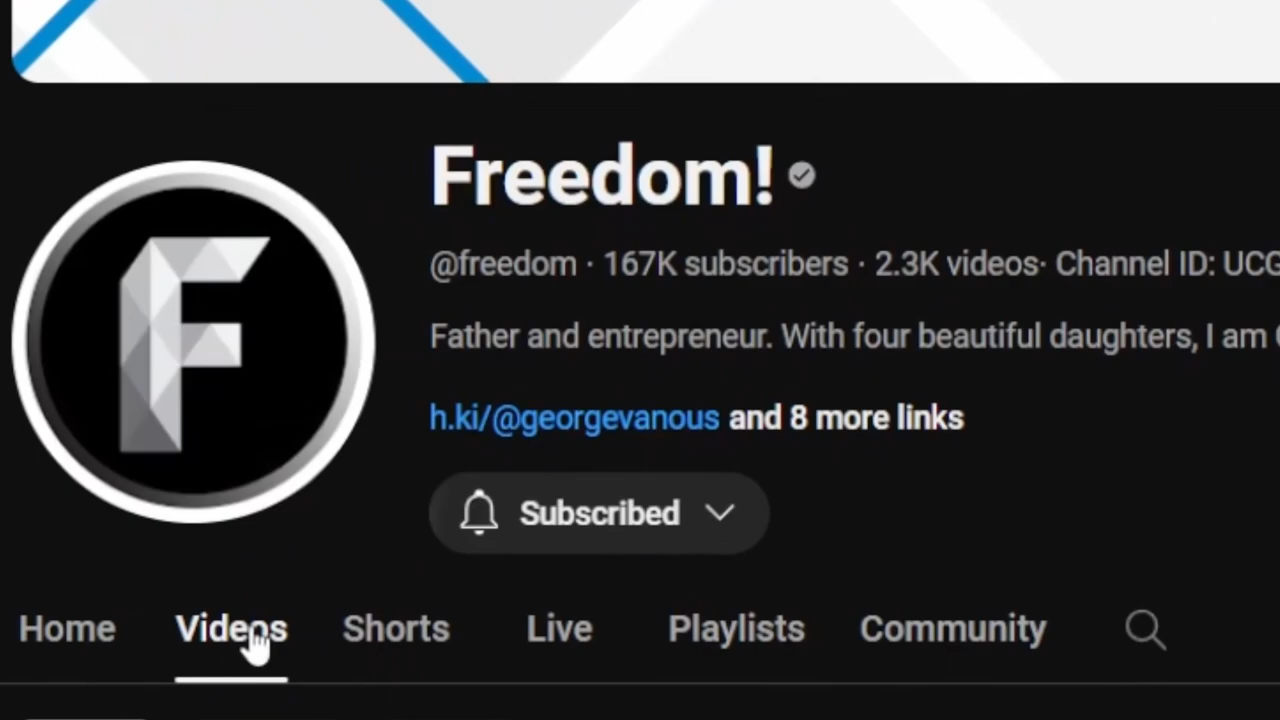 Freedom!
@freedom · 167K subscribers · 2.3K videos· Channel ID: UCG
Father and entrepreneur. With four beautiful daughters, I am
h.ki/@georgevanous and 8 more links
Subscribed
Home Videos Shorts Live Playlists Community